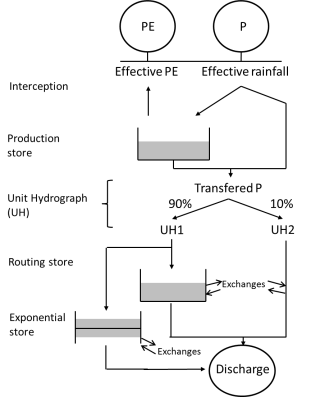 PE
P
Effective PE
Effective rainfall
Interception
Production
store
Transfered P
Unit Hydrograph
(UH)
90%
10%
UH1
UH2
Routing store
Exchanges
Exponential
store
Exchanges
Discharge